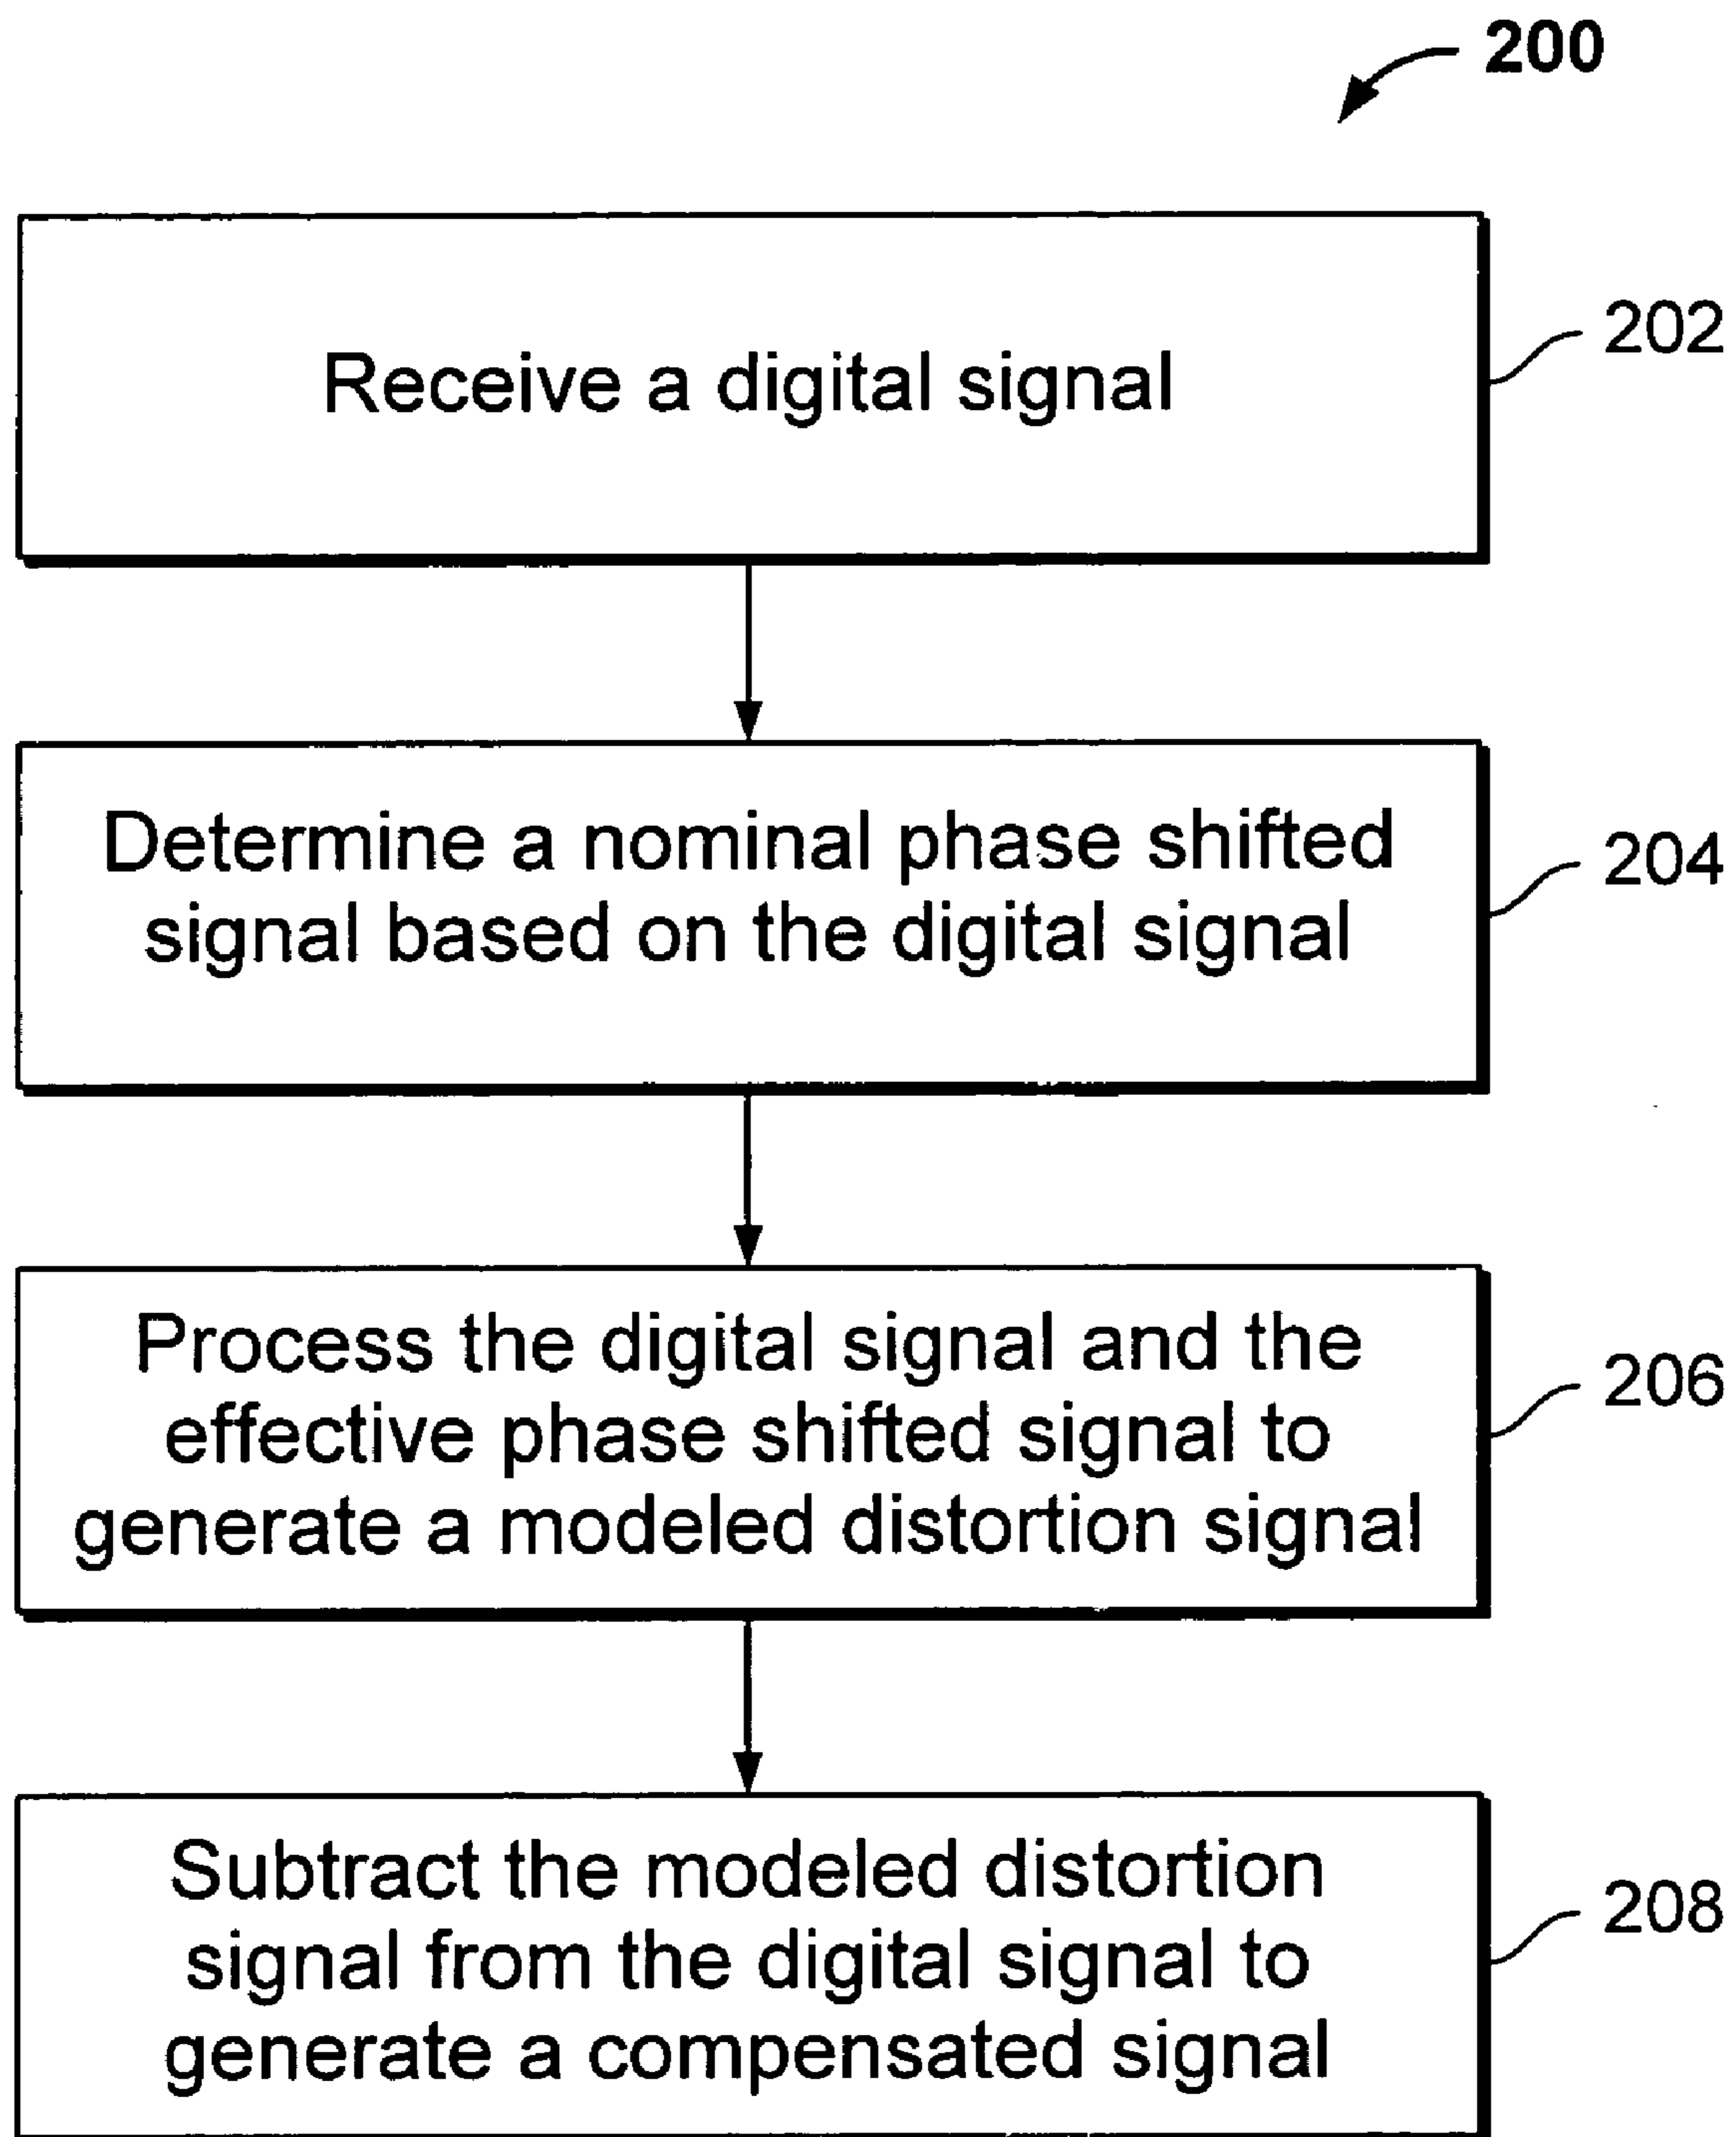 200
Receive a digital signal
202
Determine a nominal phase shifted
signal based on the digital signal
204
Process the digital signal and the
effective phase shifted signal to
generate a modeled distortion signal
206
Subtract the modeled distortion
signal from the digital signal to
generate a compensated signal
208